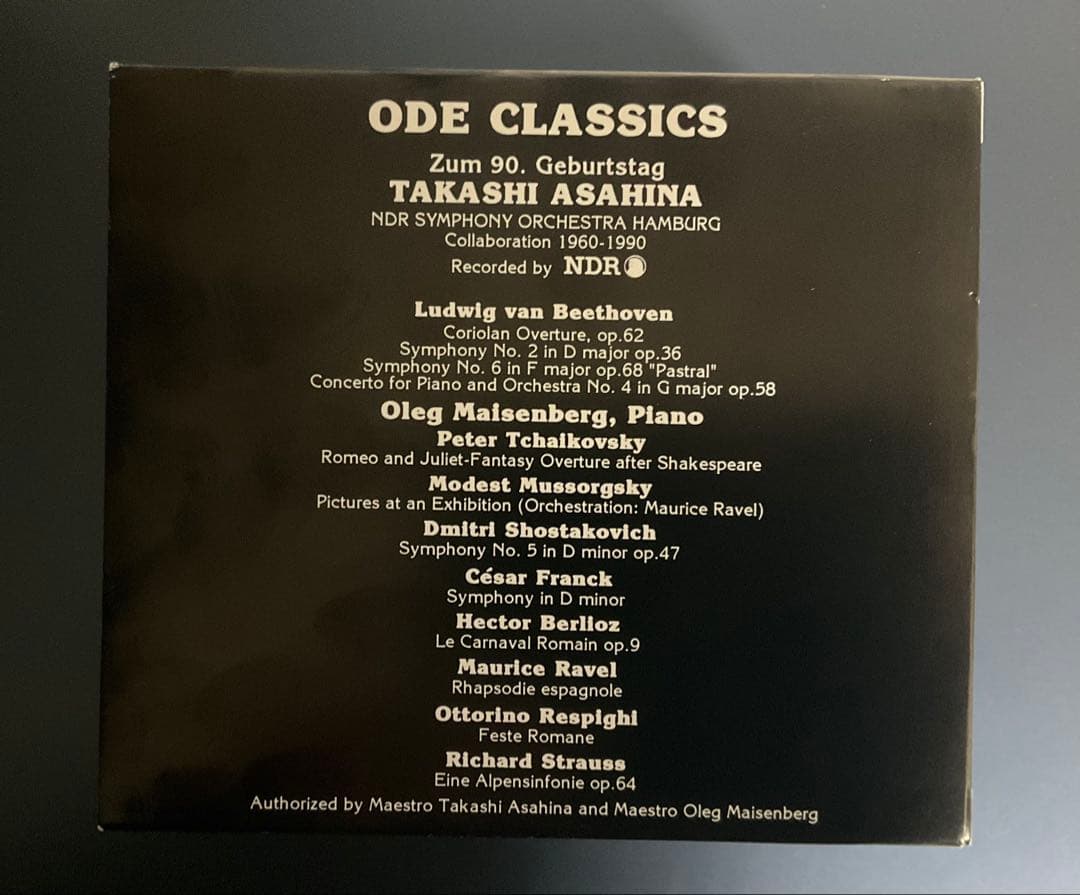 ODE CLASSICS
Zum 90. Geburtstag
TAKASHI ASAHINA
NDR SYMPHONY ORCHESTRA HAMBURG
Collaboration 1960-1990
Recorded by NDR
Ludwig van Beethoven
Coriolan Overture, op.62
Symphony No. 2 in D major op.36
Symphony No. 6 in F major op.68 "Pastral"
Concerto for Piano and Orchestra No. 4 in G major op.58
Oleg Maisenberg, Piano
Peter Tchaikovsky
Romeo and Juliet-Fantasy Overture after Shakespeare
Modest Mussorgsky
Pictures at an Exhibition (Orchestration: Maurice Ravel)
Dmitri Shostakovich
Symphony No. 5 in D minor op.47
César Franck
Symphony in D minor
Hector Berlioz
Le Carnaval Romain op.9
Maurice Ravel
Rhapsodie espagnole
Ottorino Respighi
Feste Romane
Richard Strauss
Eine Alpensinfonie op.64
Authorized by Maestro Takashi Asahina and Maestro Oleg Maisenberg